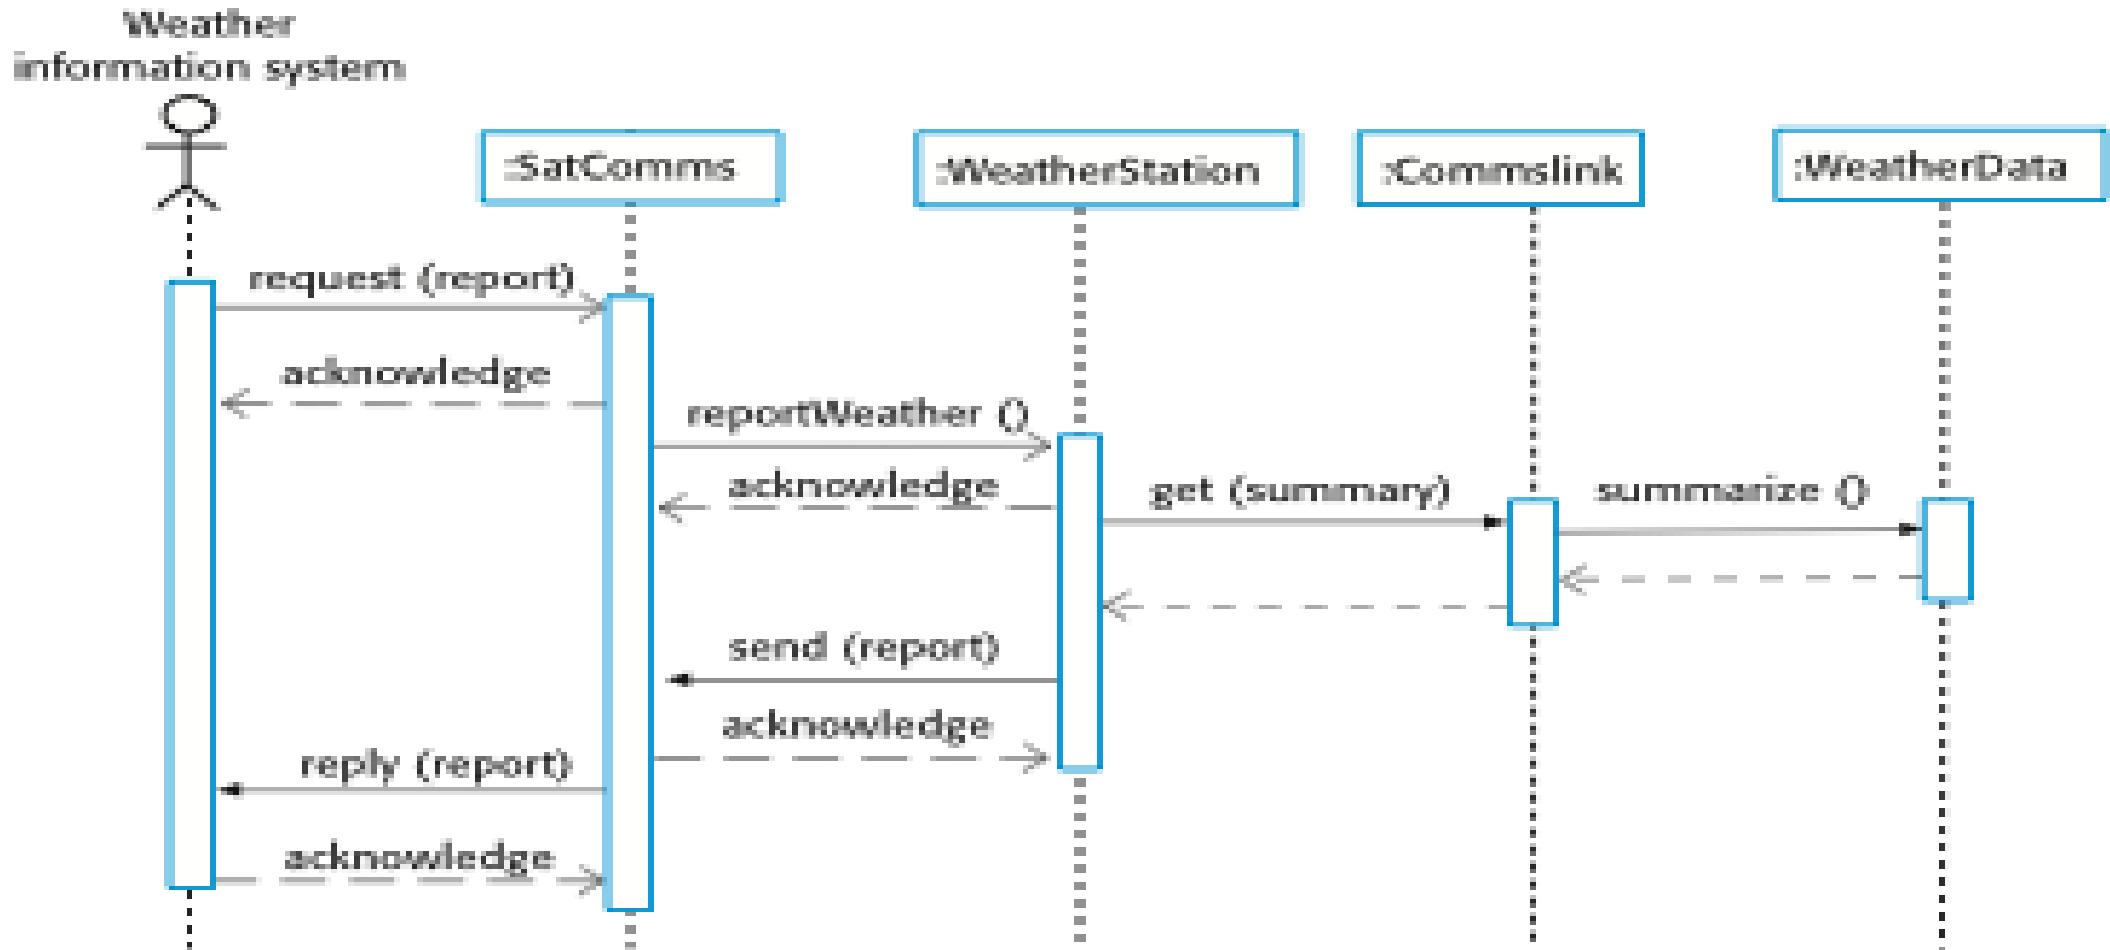 Weather
information system
:SatComms
:WeatherStation
:Commslink
:WeatherData
request (report)
acknowledge
reportWeather ()
acknowledge
get (summary)
summarize ()
send (report)
acknowledge
reply (report)
acknowledge